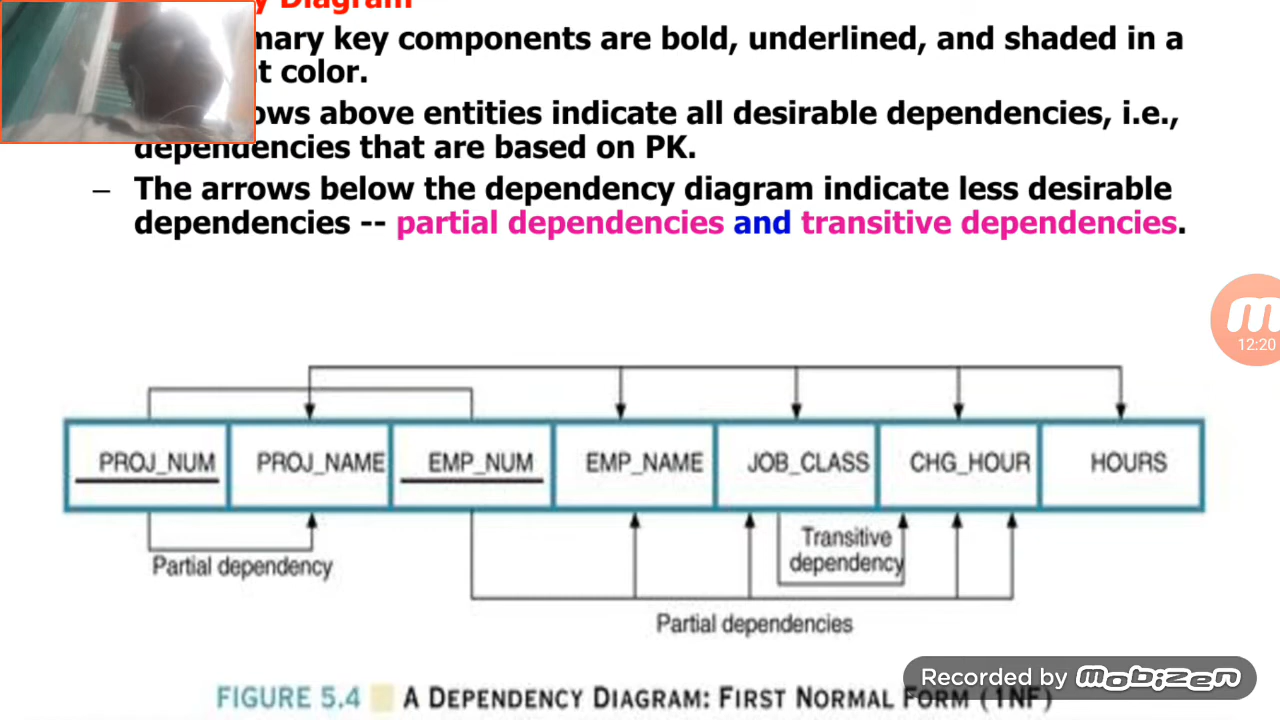 y Diagram
mary key components are bold, underlined, and shaded in a
t color.
ows above entities indicate all desirable dependencies, i.e.,
dependencies that are based on PK.
– The arrows below the dependency diagram indicate less desirable
dependencies -- partial dependencies and transitive dependencies.
12:20
PROJ_NUM PROJ_NAME EMP_NUM EMP_NAME JOB_CLASS CHG_HOUR HOURS
Transitive
dependency
Partial dependency
Partial dependencies
Recorded by mobizen
FIGURE 5.4 A DEPENDENCY DIAGRAM: FIRST NORMAL FORM (1NF)